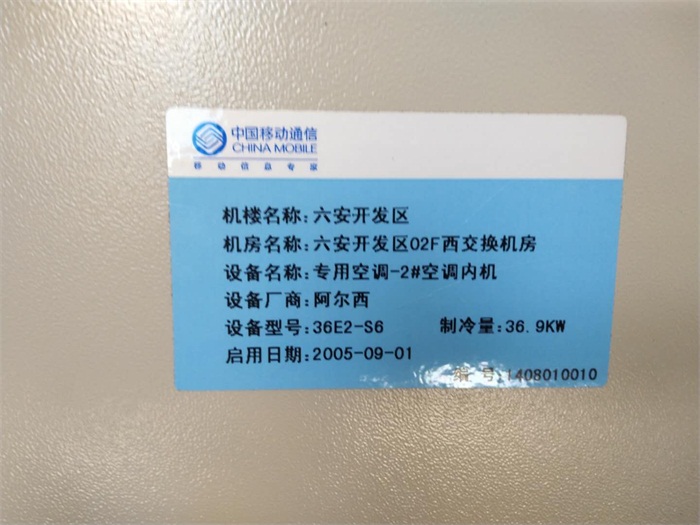 中国移动通信
CHINA MOBILE
移动信息专家
机楼名称:六安开发区
机房名称:六安开发区02F西交换机房
设备名称:专用空调-2#空调内机
设备厂商:阿尔西
设备型号:36E2-S6 制冷量:36.9KW
启用日期:2005-09-01
编号:1408010010